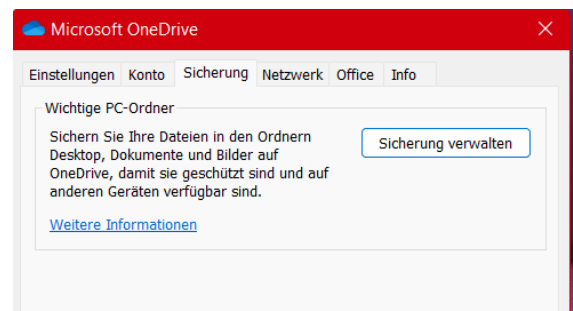 Microsoft OneDrive
Einstellungen Konto Sicherung Netzwerk Office Info
Wichtige PC-Ordner
Sichern Sie Ihre Dateien in den Ordnern
Desktop, Dokumente und Bilder auf
OneDrive, damit sie geschützt sind und auf
anderen Geräten verfügbar sind.
Sicherung verwalten
Weitere Informationen